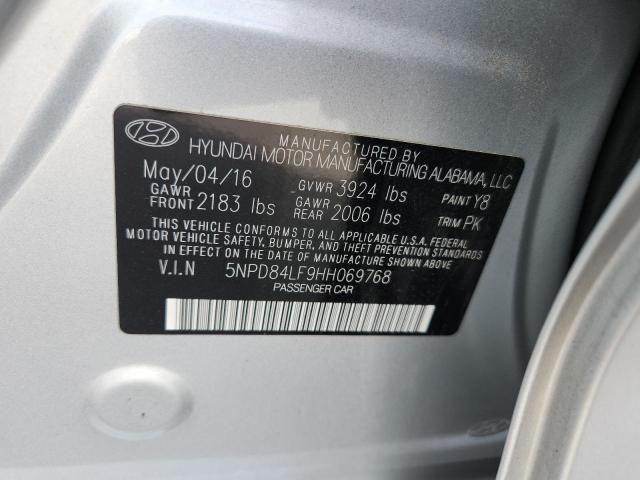 MANUFACTURED BY
HYUNDAI MOTOR MANUFACTURING ALABAMA, LLC
May/04/16 GVWR 3924 lbs PAINT Y8
GAWR FRONT 2183 lbs GAWR REAR 2006 lbs TRIM PK
THIS VEHICLE CONFORMS TO ALL APPLICABLE U.S.A. FEDERAL
MOTOR VEHICLE SAFETY, BUMPER, AND THEFT PREVENTION STANDARDS
IN EFFECT ON THE DATE OF MANUFACTURE SHOWN ABOVE.
V.I.N 5NPD84LF9HH069768
PASSENGER CAR